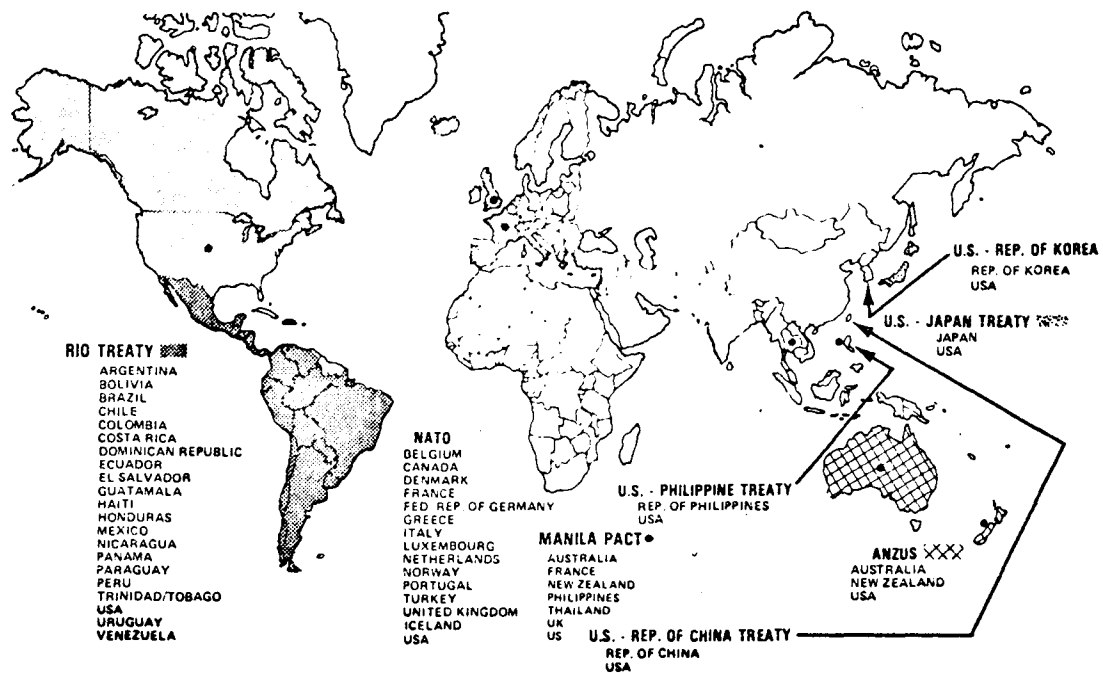 RIO TREATY
ARGENTINA
BOLIVIA
BRAZIL
CHILE
COLOMBIA
COSTA RICA
DOMINICAN REPUBLIC
ECUADOR
EL SALVADOR
GUATAMALA
HAITI
HONDURAS
MEXICO
NICARAGUA
PANAMA
PARAGUAY
PERU
TRINIDAD/TOBAGO
USA
URUGUAY
VENEZUELA
NATO
BELGIUM
CANADA
DENMARK
FRANCE
FED REP. OF GERMANY
GREECE
ITALY
LUXEMBOURG
NETHERLANDS
NORWAY
PORTUGAL
TURKEY
UNITED KINGDOM
ICELAND
USA
MANILA PACT
AUSTRALIA
FRANCE
NEW ZEALAND
PHILIPPINES
THAILAND
UK
US
U.S. - PHILIPPINE TREATY
REP. OF PHILIPPINES
USA
U.S. - REP. OF CHINA TREATY
REP. OF CHINA
USA
U.S. - REP. OF KOREA
REP. OF KOREA
USA
U.S. - JAPAN TREATY
JAPAN
USA
ANZUS
AUSTRALIA
NEW ZEALAND
USA